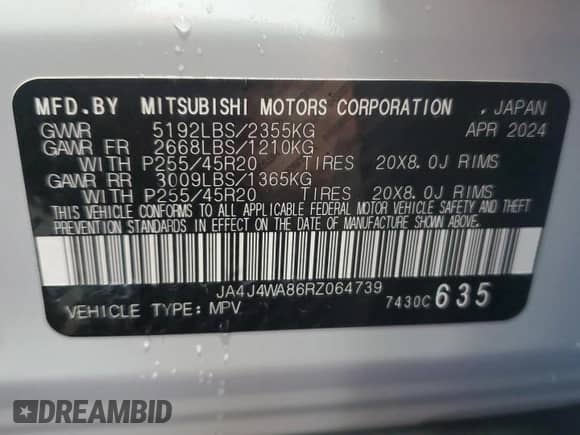 MFD.BY MITSUBISHI MOTORS CORPORATION , JAPAN
GVWR 5192LBS/2355KG APR 2024
GAWR FR 2668LBS/1210KG
WITH P255/45R20 TIRES 20X8.0J RIMS
GAWR RR 3009LBS/1365KG
WITH P255/45R20 TIRES 20X8.0J RIMS
THIS VEHICLE CONFORMS TO ALL APPLICABLE FEDERAL MOTOR VEHICLE SAFETY AND THEFT
PREVENTION STANDARDS IN EFFECT ON THE DATE OF MANUFACTURE SHOWN ABOVE.
JA4J4WA86RZ064739
VEHICLE TYPE: MPV 7430C 635
DREAMBID